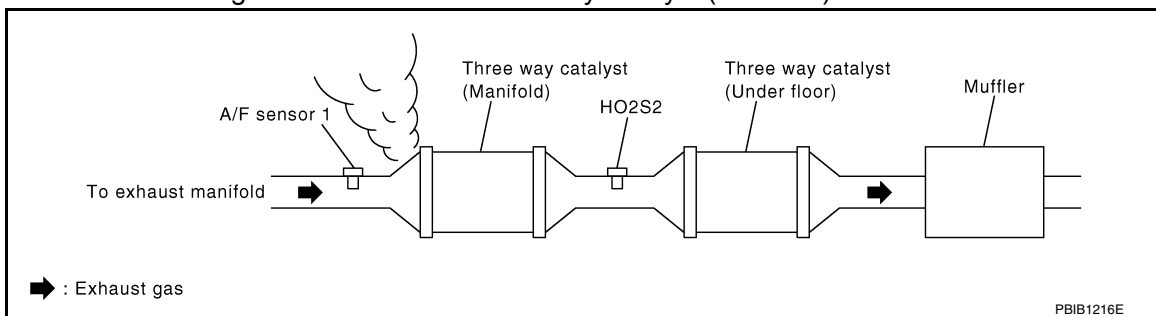 Three way catalyst
(Manifold)
Three way catalyst
(Under floor)
Muffler
A/F sensor 1
HO2S2
To exhaust manifold
: Exhaust gas
PBIB1216E